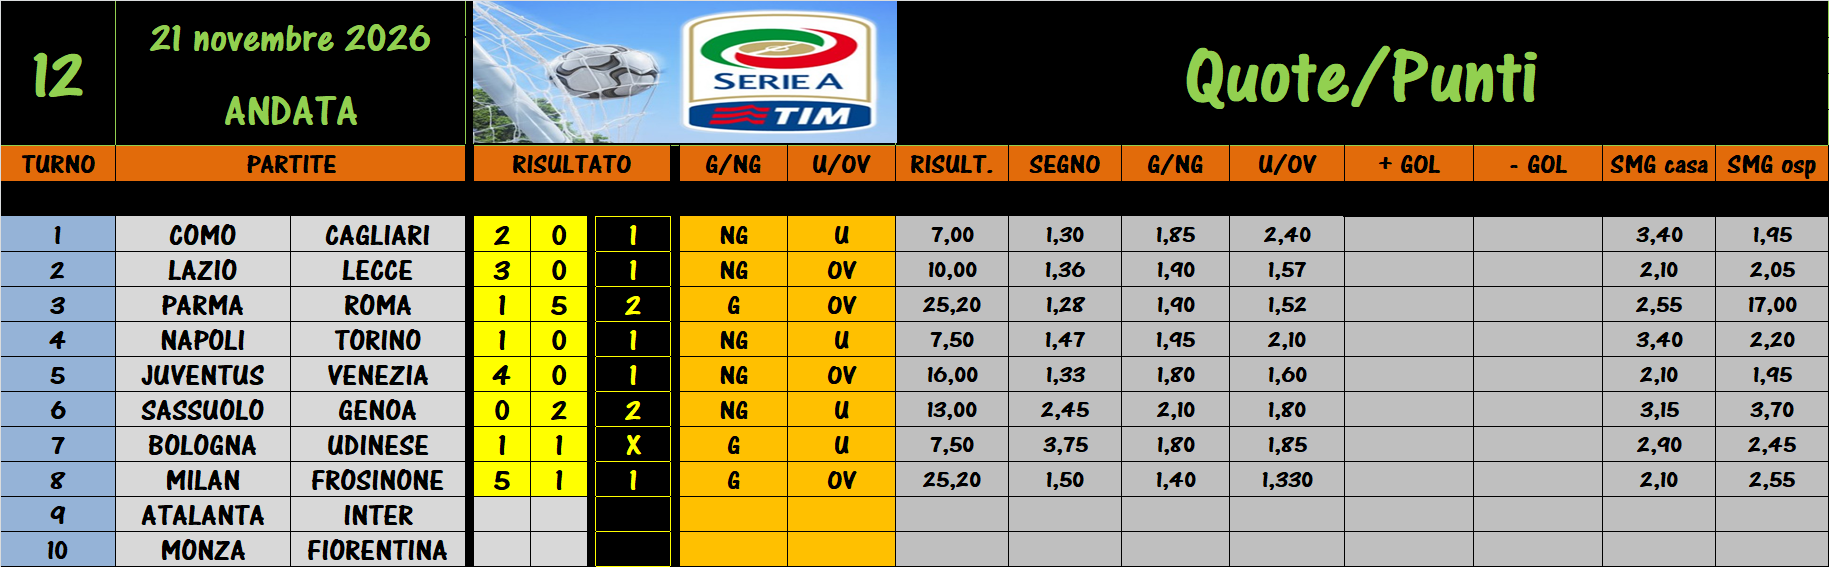 12
21 novembre 2026
ANDATA
SERIE A
TIM
Quote/Punti
TURNO PARTITE RISULTATO G/NG U/OV RISULT. SEGNO G/NG U/OV + GOL - GOL SMG casa SMG osp
1 COMO CAGLIARI 2 0 1 NG U 7,00 1,30 1,85 2,40 3,40 1,95
2 LAZIO LECCE 3 0 1 NG OV 10,00 1,36 1,90 1,57 2,10 2,05
3 PARMA ROMA 1 5 2 G OV 25,20 1,28 1,90 1,52 2,55 17,00
4 NAPOLI TORINO 1 0 1 NG U 7,50 1,47 1,95 2,10 3,40 2,20
5 JUVENTUS VENEZIA 4 0 1 NG OV 16,00 1,33 1,80 1,60 2,10 1,95
6 SASSUOLO GENOA 0 2 2 NG U 13,00 2,45 2,10 1,80 3,15 3,70
7 BOLOGNA UDINESE 1 1 X G U 7,50 3,75 1,80 1,85 2,90 2,45
8 MILAN FROSINONE 5 1 1 G OV 25,20 1,50 1,40 1,330 2,10 2,55
9 ATALANTA INTER
10 MONZA FIORENTINA